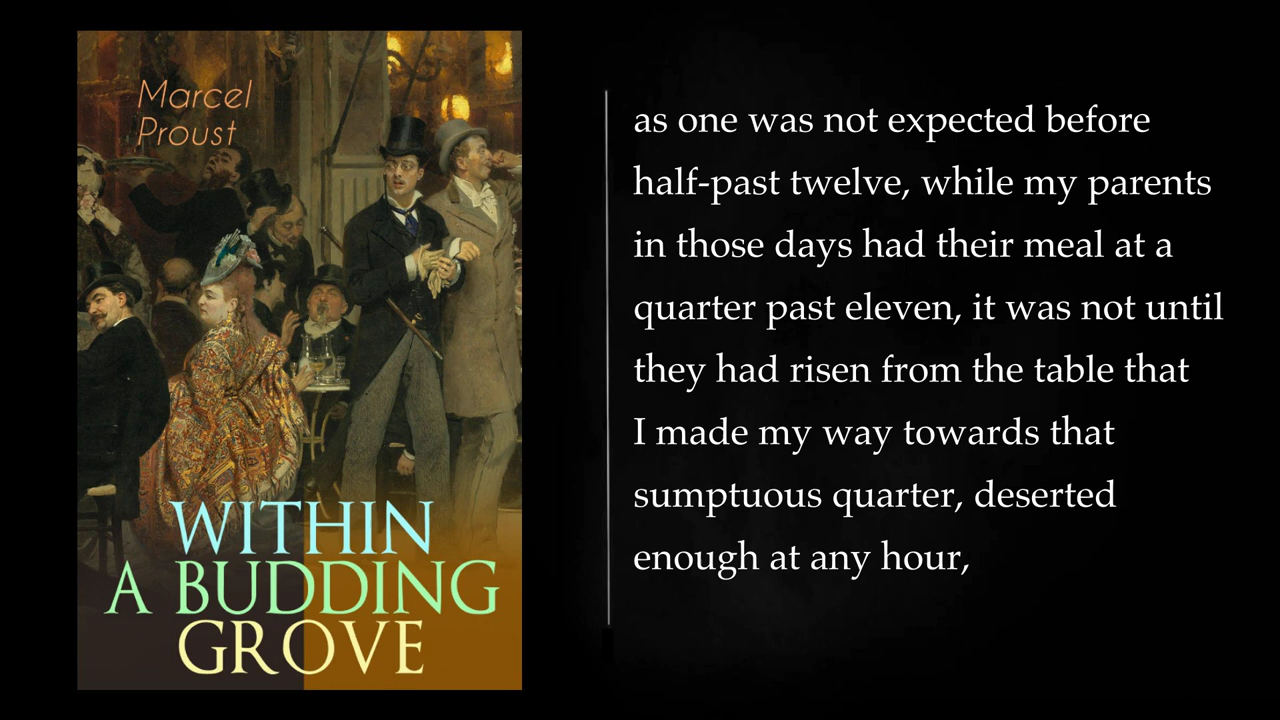 Marcel
Proust
WITHIN
A BUDDING
GROVE
as one was not expected before
half-past twelve, while my parents
in those days had their meal at a
quarter past eleven, it was not until
they had risen from the table that
I made my way towards that
sumptuous quarter, deserted
enough at any hour,